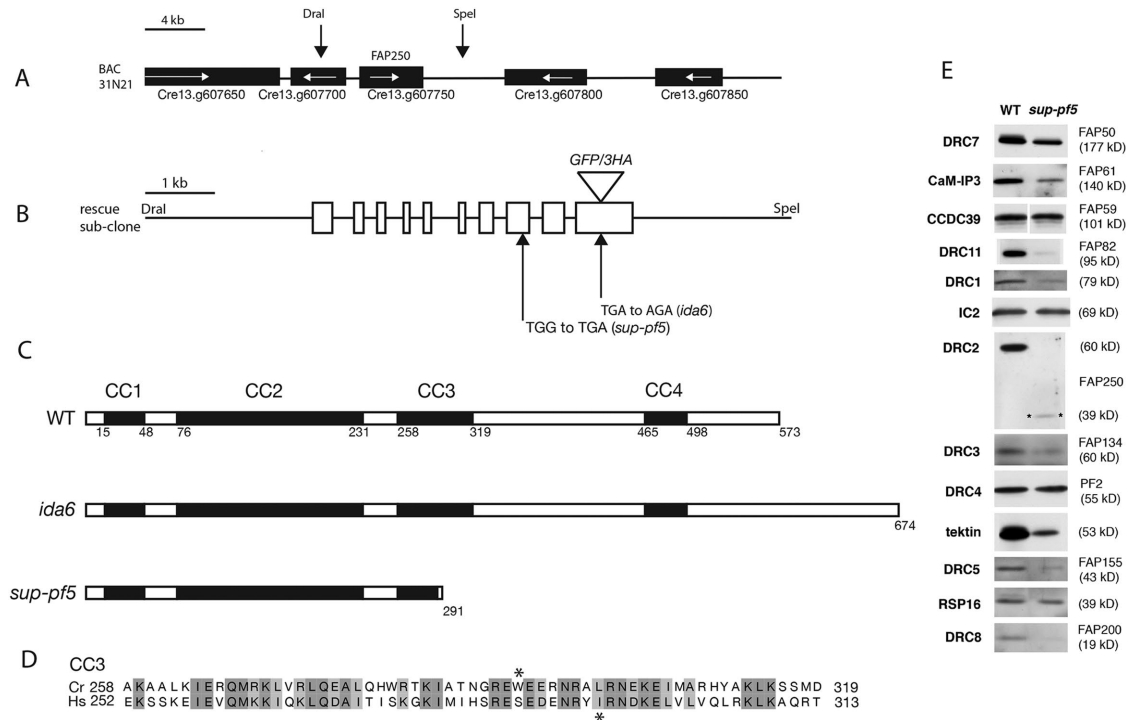 A
4 kb
DraI
SpeI
FAP250
BAC
31N21
Cre13.g607650
Cre13.g607700
Cre13.g607750
Cre13.g607800
Cre13.g607850
B
1 kb
GFP/3HA
rescue
sub-clone
DraI
SpeI
TGA to AGA (ida6)
TGG to TGA (sup-pf5)
C
CC1
CC2
CC3
CC4
WT
15
48
76
231
258
319
465
498
573
ida6
674
sup-pf5
291
D
CC3
*
Cr 258 AKAALKIERQMRKLVRLQEALQHWRTKIATNGREWEERNRALRNEKEIMARHYAKLKSSMD 319
Hs 252 EKSSKEIEVQMKKIQKLQDAITISKGKIMIHSRESEDENRYIRNDKELVLVQLRKLKAQRT 313
*
E
WT sup-pf5
DRC7 FAP50
(177 kD)
CaM-IP3 FAP61
(140 kD)
CCDC39 FAP59
(101 kD)
DRC11 FAP82
(95 kD)
DRC1 (79 kD)
IC2 (69 kD)
DRC2 (60 kD)
FAP250
* * (39 kD)
DRC3 FAP134
(60 kD)
DRC4 PF2
(55 kD)
tektin (53 kD)
DRC5 FAP155
(43 kD)
RSP16 (39 kD)
DRC8 FAP200
(19 kD)